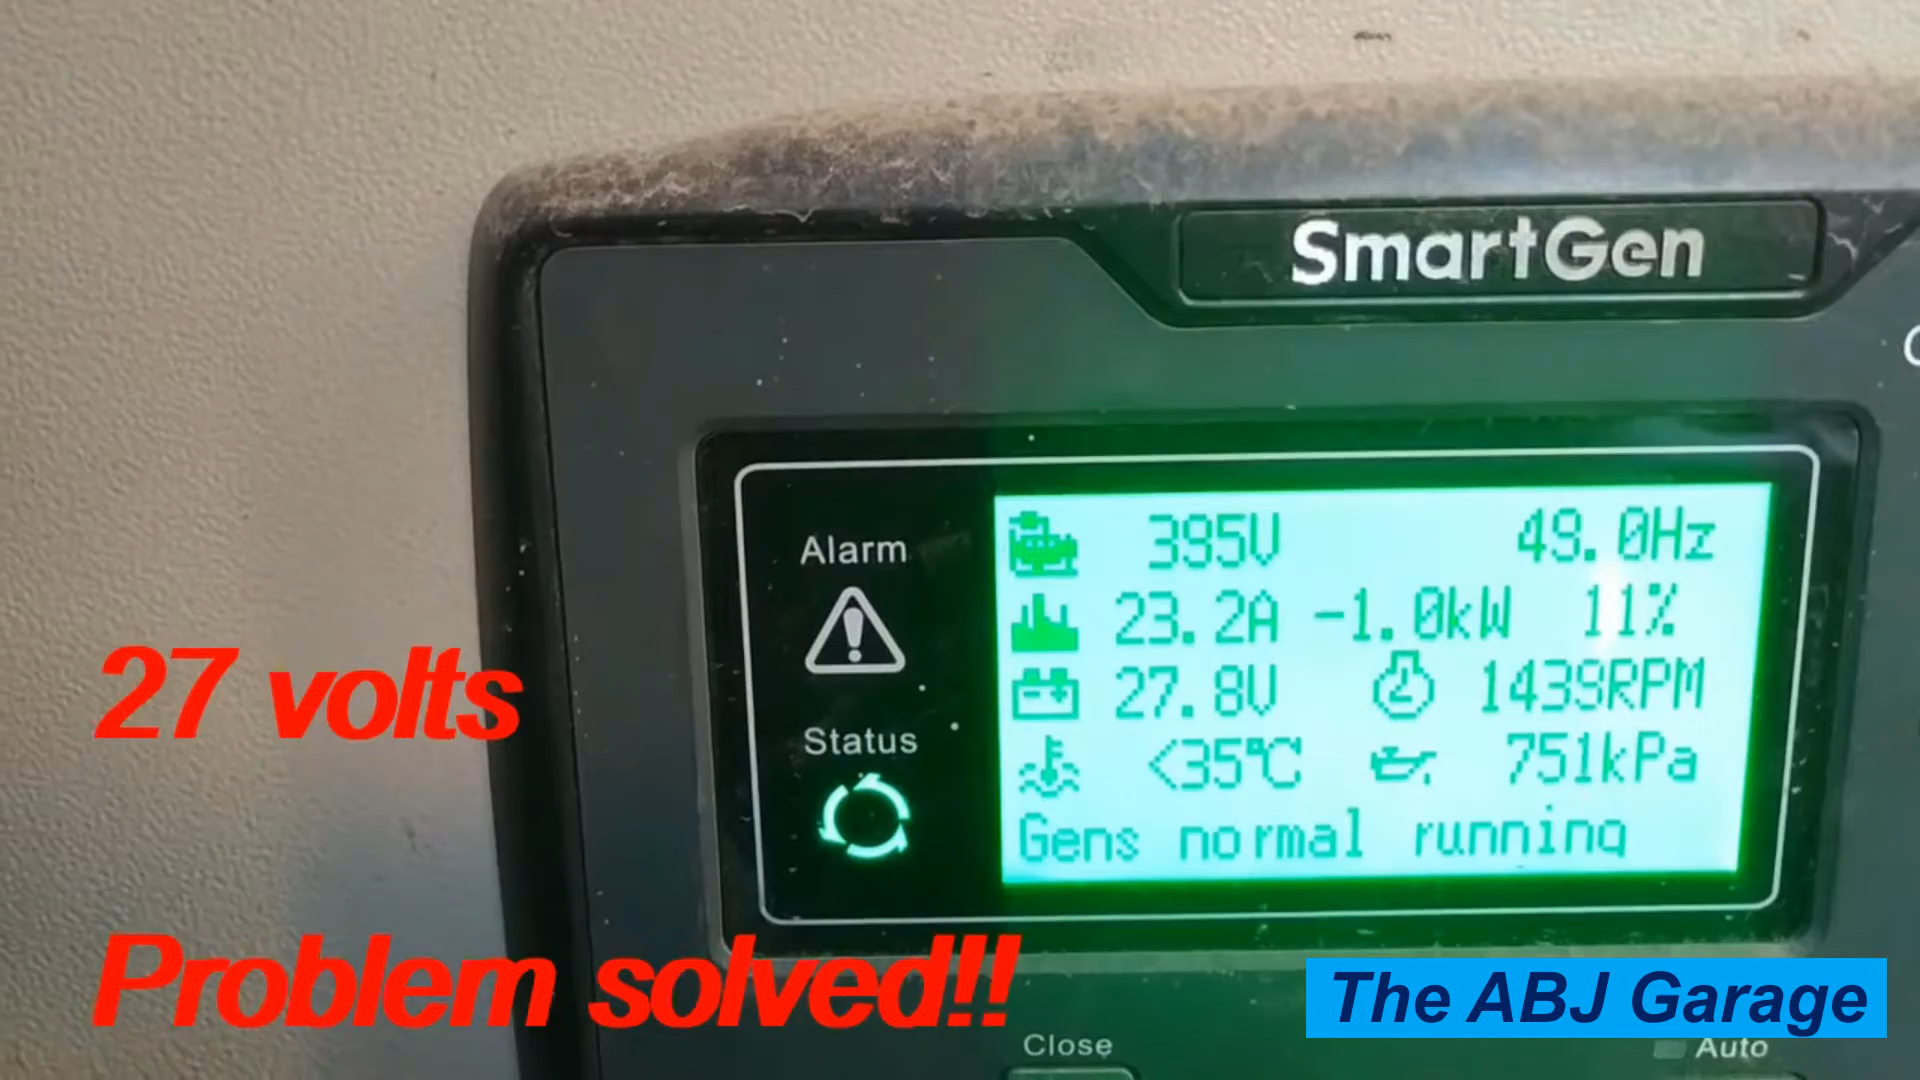 SmartGen
Alarm
395V 49.0Hz
23.2A -1.0kW 11%
27.8V 1439RPM
Status
<35℃ 751kPa
Gens normal running
27 volts
Problem solved!!
The ABJ Garage
Close
Auto